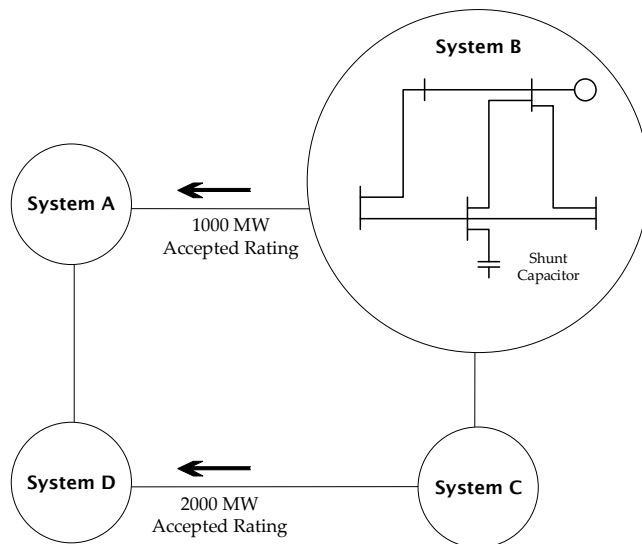 System B
System A
1000 MW
Accepted Rating
Shunt
Capacitor
System D
System C
2000 MW
Accepted Rating